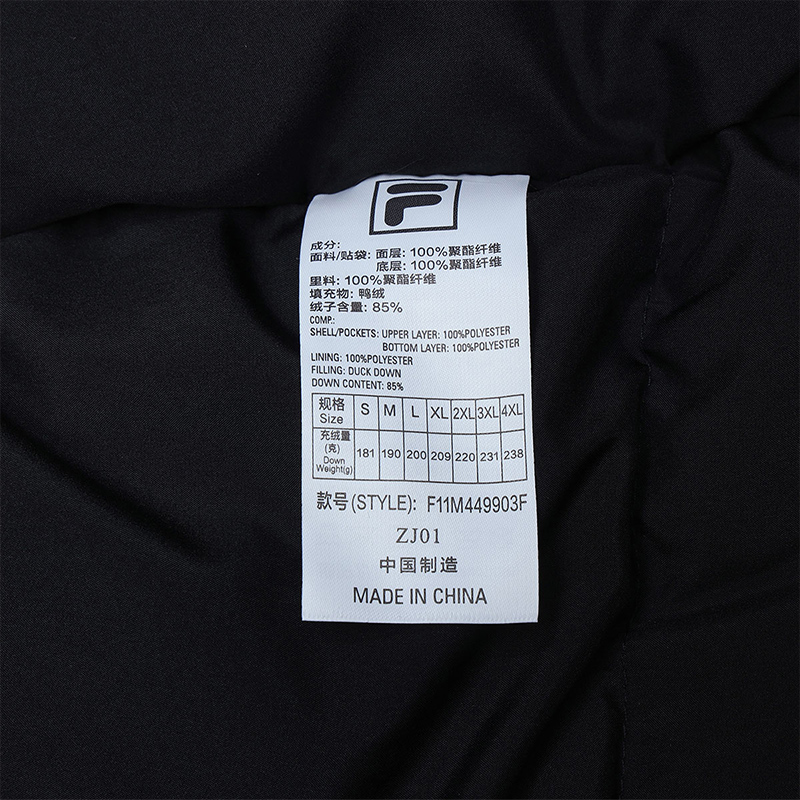 F
成分:
面料/贴袋: 面层: 100%聚酯纤维
底层: 100%聚酯纤维
里料: 100%聚酯纤维
填充物: 鸭绒
绒子含量: 85%
COMP.:
SHELL/POCKETS: UPPER LAYER: 100%POLYESTER
BOTTOM LAYER: 100%POLYESTER
LINING: 100%POLYESTER
FILLING: DUCK DOWN
DOWN CONTENT: 85%
规格 Size S M L XL 2XL 3XL 4XL
充绒量 (克) Down Weight(g) 181 190 200 209 220 231 238
款号(STYLE): F11M449903F
ZJ01
中国制造
MADE IN CHINA